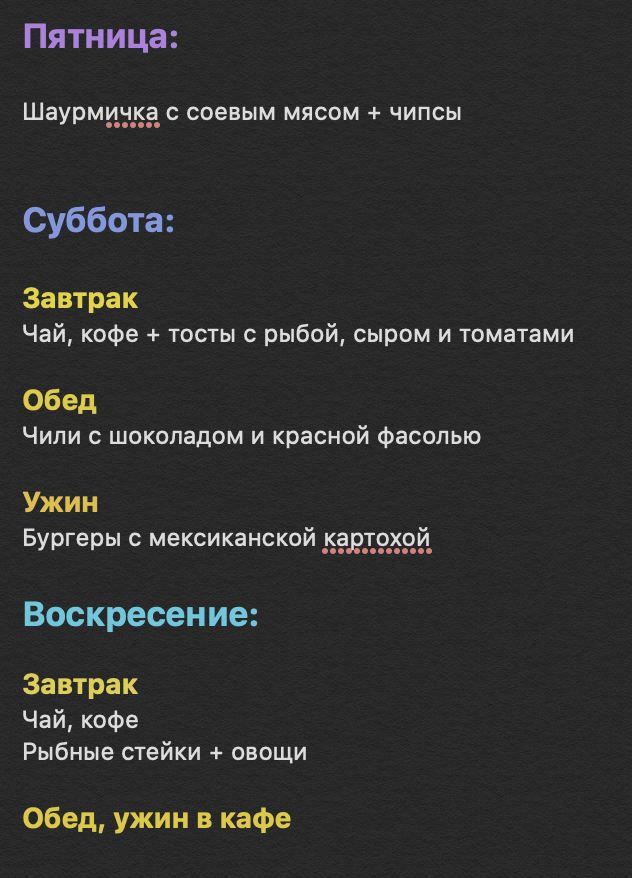 Пятница:
Шаурмичка с соевым мясом + чипсы
Суббота:
Завтрак
Чай, кофе + тосты с рыбой, сыром и томатами
Обед
Чили с шоколадом и красной фасолью
Ужин
Бургеры с мексиканской картохой
Воскресение:
Завтрак
Чай, кофе
Рыбные стейки + овощи
Обед, ужин в кафе